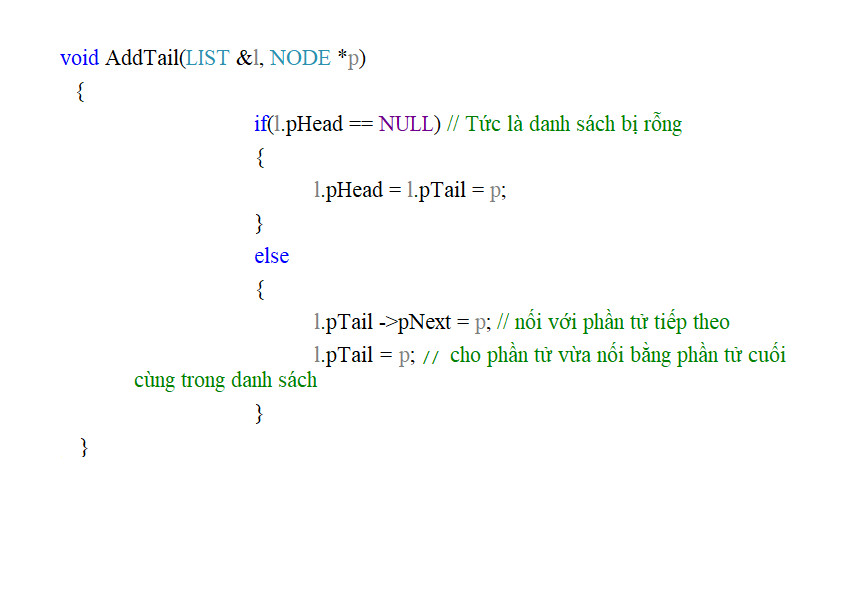 void AddTail(LIST &l, NODE *p)
{
if(l.pHead == NULL) // Tức là danh sách bị rỗng
{
l.pHead = l.pTail = p;
}
else
{
l.pTail ->pNext = p; // nối với phần tử tiếp theo
l.pTail = p; // cho phần tử vừa nối bằng phần tử cuối
cùng trong danh sách
}
}